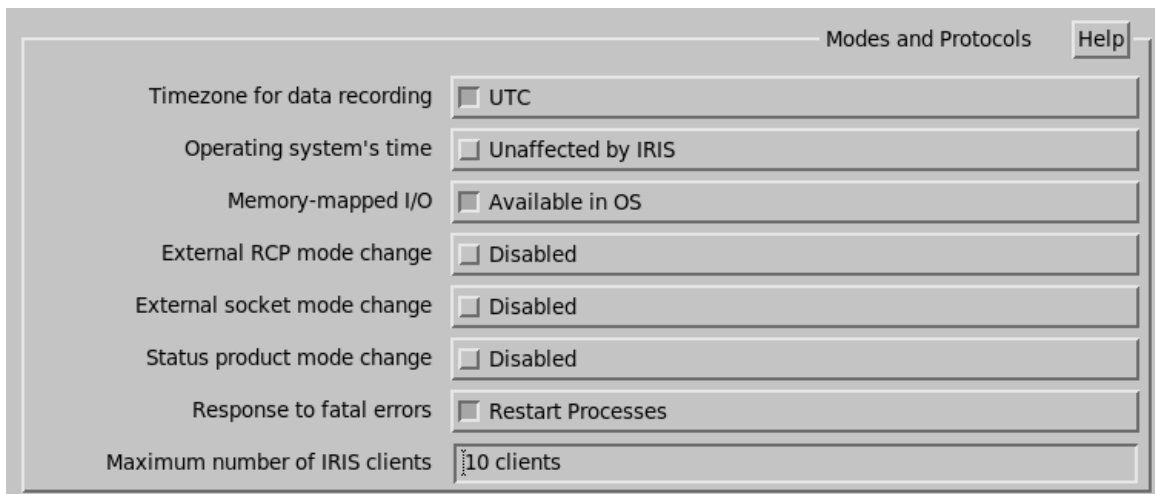 Modes and Protocols Help
Timezone for data recording UTC
Operating system's time Unaffected by IRIS
Memory-mapped I/O Available in OS
External RCP mode change Disabled
External socket mode change Disabled
Status product mode change Disabled
Response to fatal errors Restart Processes
Maximum number of IRIS clients 10 clients